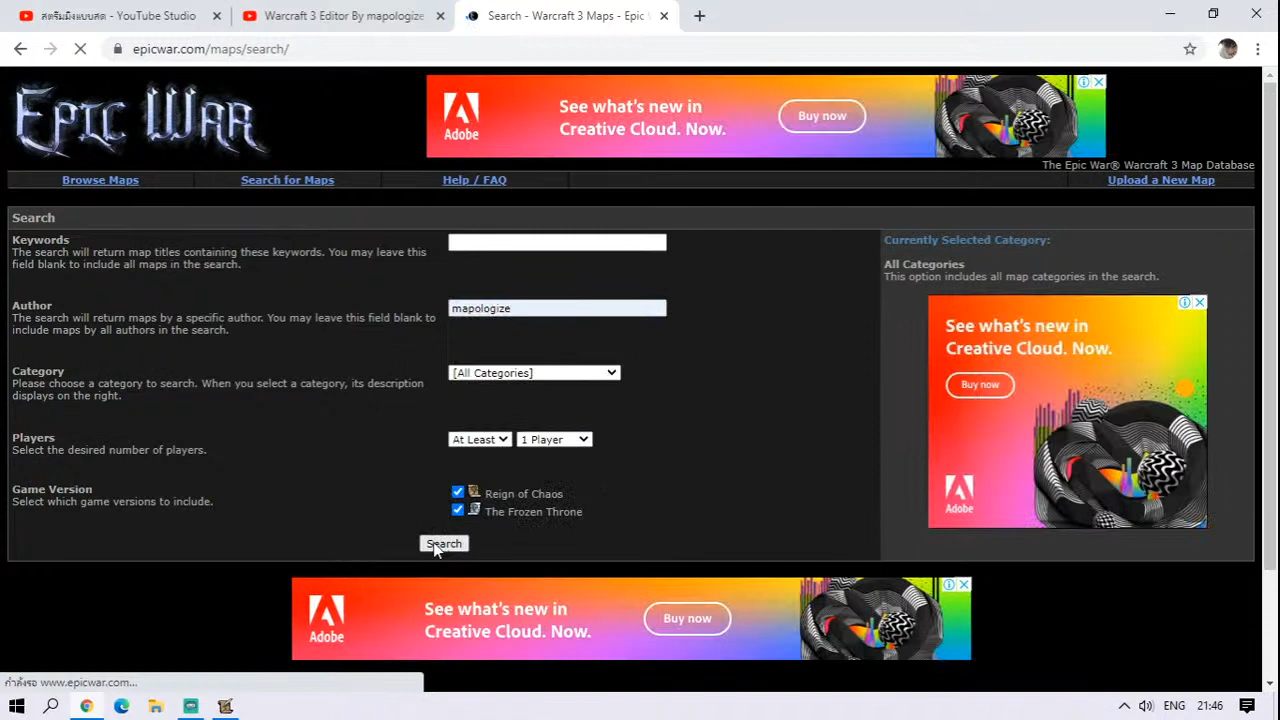 สตรีมมิงแบบสด - YouTube Studio
Warcraft 3 Editor By mapologize
Search - Warcraft 3 Maps - Epic W
epicwar.com/maps/search/
EPIC WAR
Adobe
See what's new in
Creative Cloud. Now.
Buy now
The Epic War® Warcraft 3 Map Database
Browse Maps
Search for Maps
Help / FAQ
Upload a New Map
Search
Keywords
The search will return map titles containing these keywords. You may leave this
field blank to include all maps in the search.
Author
The search will return maps by a specific author. You may leave this field blank to
include maps by all authors in the search.
mapologize
Category
Please choose a category to search. When you select a category, its description
displays on the right.
[All Categories]
Players
Select the desired number of players.
At Least
1 Player
Game Version
Select which game versions to include.
Reign of Chaos
The Frozen Throne
Search
Currently Selected Category:
All Categories
This option includes all map categories in the search.
See what's new in
Creative Cloud. Now.
Buy now
Adobe
Adobe
See what's new in
Creative Cloud. Now.
Buy now
กำลังรอ www.epicwar.com...
ENG
21:46